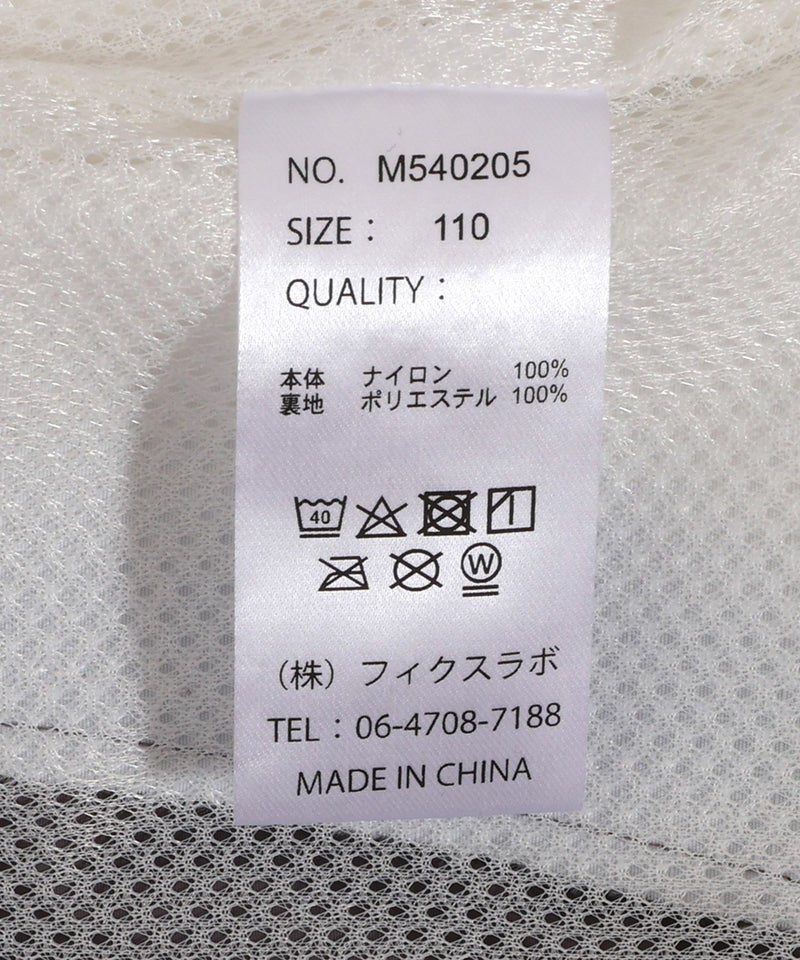 NO. M540205
SIZE： 110
QUALITY：
本体 ナイロン 100%
裏地 ポリエステル 100%
40
W
（株）フィクスラボ
TEL：06-4708-7188
MADE IN CHINA